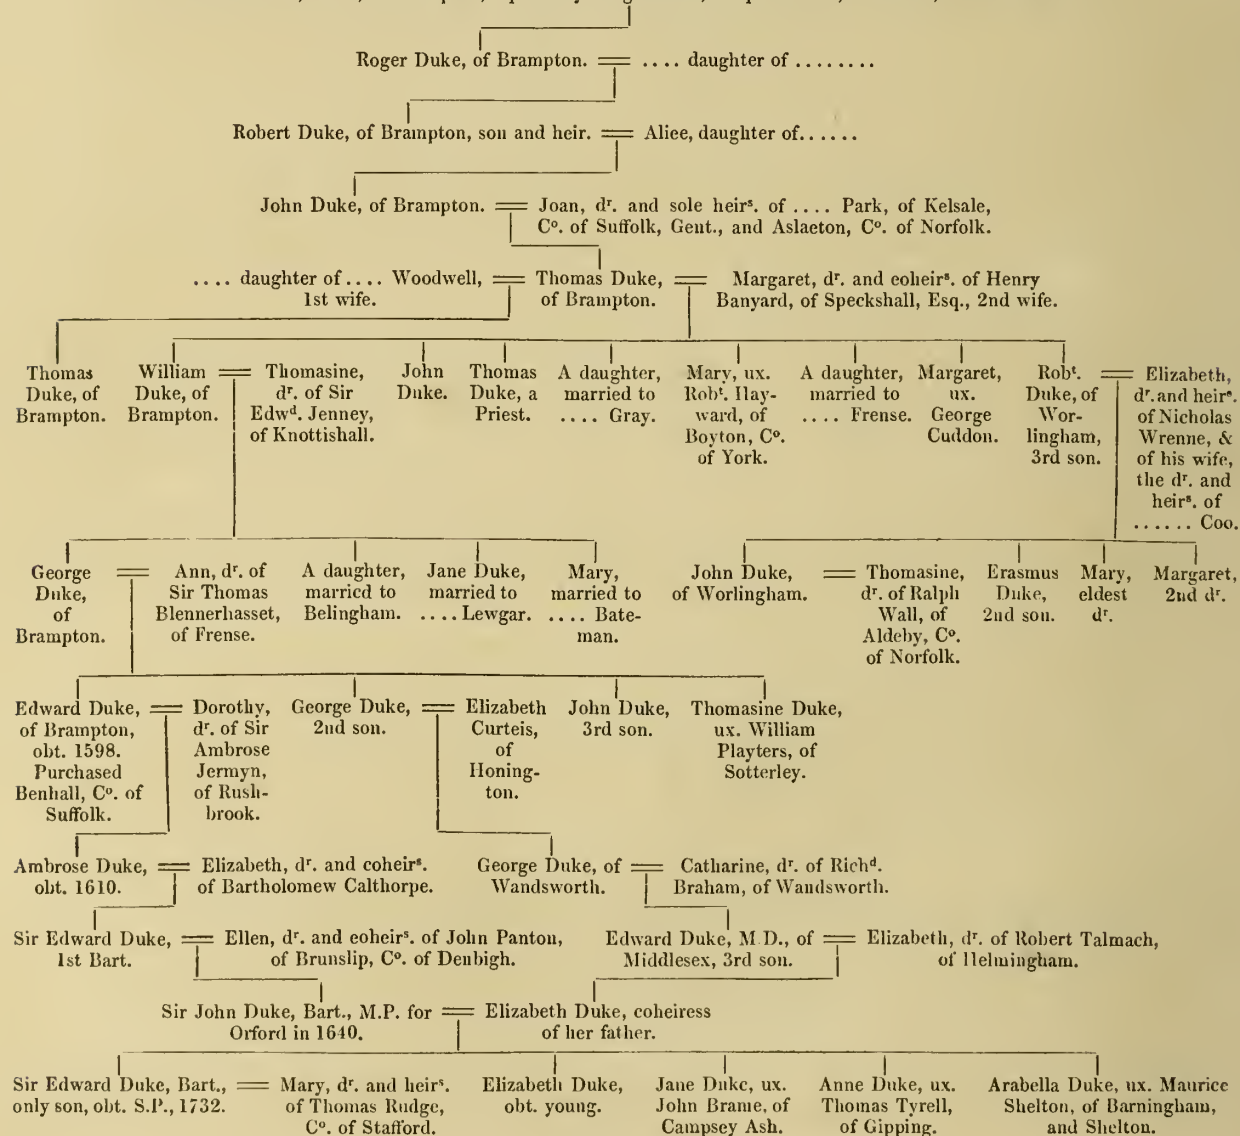 Roger Duke, of Brampton. == .... daughter of ........
Robert Duke, of Brampton, son and heir. == Alice, daughter of......
John Duke, of Brampton. == Joan, dʳ. and sole heirˢ. of .... Park, of Kelsale,
Cº. of Suffolk, Gent., and Aslaeton, Cº. of Norfolk.
.... daughter of .... Woodwell,
1st wife.
== Thomas Duke,
of Brampton.
== Margaret, dʳ. and coheirˢ. of Henry
Banyard, of Speckshall, Esq., 2nd wife.
Thomas
Duke, of
Brampton.
William
Duke, of
Brampton.
== Thomasine,
dʳ. of Sir
Edwᵈ. Jenney,
of Knottishall.
John
Duke.
Thomas
Duke, a
Priest.
A daughter,
married to
.... Gray.
Mary, ux.
Robᵗ. Hay-
ward, of
Boyton, Cº.
of York.
A daughter,
married to
.... Frense.
Margaret,
ux.
George
Cuddon.
Robᵗ.
Duke, of
Wor-
lingham,
3rd son.
== Elizabeth,
dʳ. and heirˢ.
of Nicholas
Wrenne, &
of his wife,
the dʳ. and
heirˢ. of
...... Coo.
George
Duke,
of
Brampton.
== Ann, dʳ. of
Sir Thomas
Blennerhasset,
of Frense.
A daughter,
married to
Belingham.
Jane Duke,
married to
.... Lewgar.
Mary,
married to
.... Bate-
man.
John Duke,
of Worlingham.
== Thomasine,
dʳ. of Ralph
Wall, of
Aldeby, Cº.
of Norfolk.
Erasmus
Duke,
2nd son.
Mary,
eldest
dʳ.
Margaret,
2nd dʳ.
Edward Duke,
of Brampton,
obt. 1598.
Purchased
Benhall, Cº. of
Suffolk.
== Dorothy,
dʳ. of Sir
Ambrose
Jermyn,
of Rush-
brook.
George Duke,
2nd son.
== Elizabeth
Curteis,
of
Honing-
ton.
John Duke,
3rd son.
Thomasine Duke,
ux. William
Playters, of
Sotterley.
Ambrose Duke,
obt. 1610.
== Elizabeth, dʳ. and coheirˢ.
of Bartholomew Calthorpe.
George Duke, of
Wandsworth.
== Catharine, dʳ. of Richᵈ.
Braham, of Wandsworth.
Sir Edward Duke,
1st Bart.
== Ellen, dʳ. and coheirˢ. of John Panton,
of Brunslip, Cº. of Denbigh.
Edward Duke, M.D., of
Middlesex, 3rd son.
== Elizabeth, dʳ. of Robert Talmach,
of Helmingham.
Sir John Duke, Bart., M.P. for
Orford in 1640.
== Elizabeth Duke, coheiress
of her father.
Sir Edward Duke, Bart.,
only son, obt. S.P., 1732.
== Mary, dʳ. and heirˢ.
of Thomas Rudge,
Cº. of Stafford.
Elizabeth Duke,
obt. young.
Jane Duke, ux.
John Brame, of
Campsey Ash.
Anne Duke, ux.
Thomas Tyrell,
of Gipping.
Arabella Duke, ux. Maurice
Shelton, of Barningham,
and Shelton.